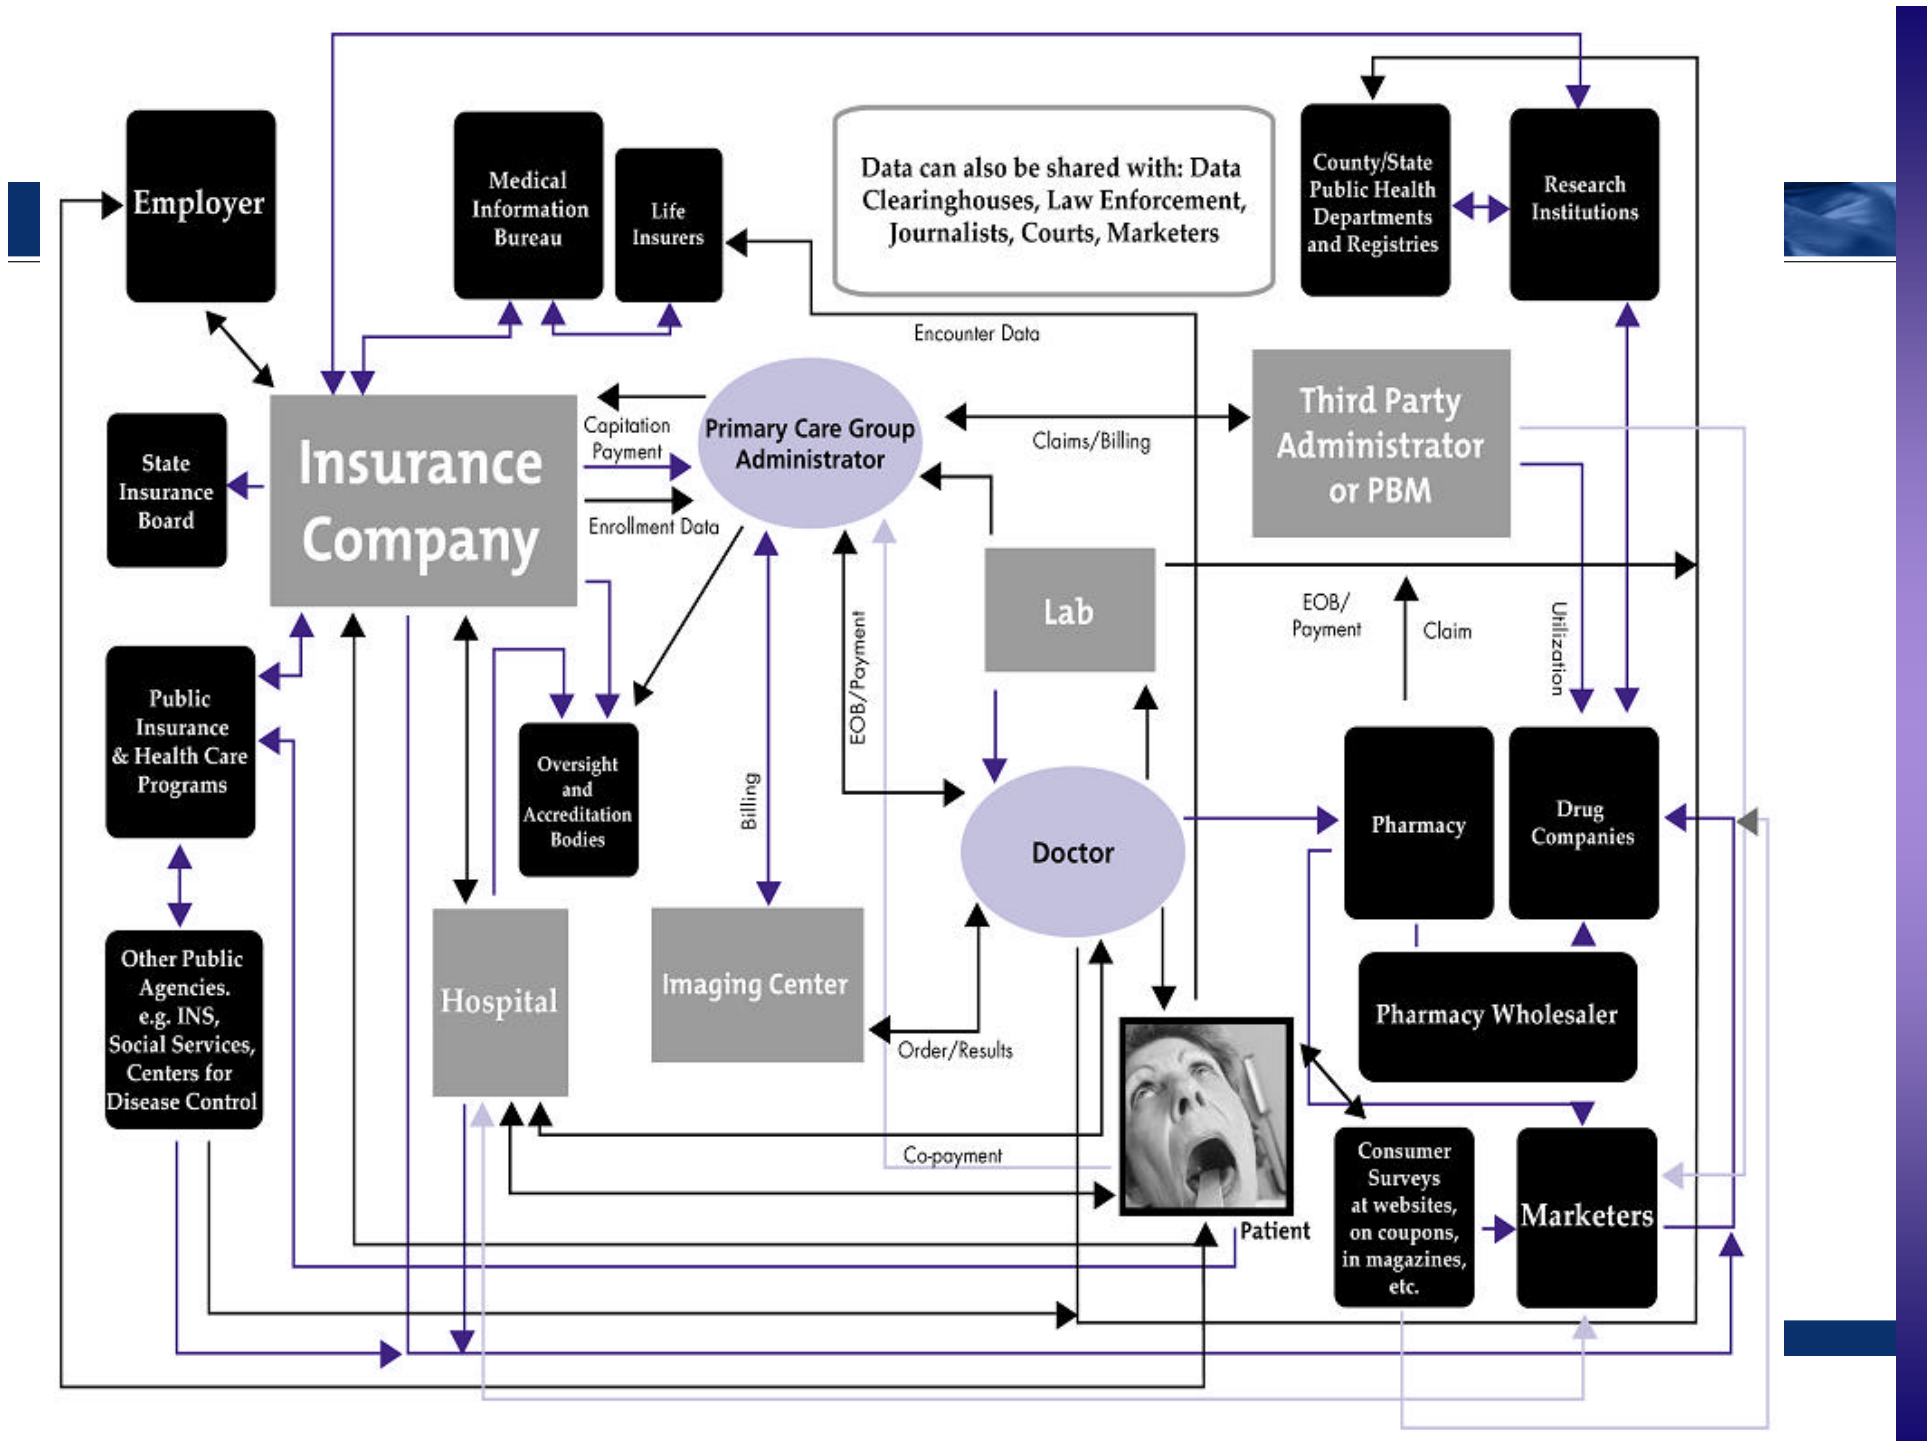 Employer
Medical
Information
Bureau
Life
Insurers
Data can also be shared with: Data
Clearinghouses, Law Enforcement,
Journalists, Courts, Marketers
County/State
Public Health
Departments
and Registries
Research
Institutions
Encounter Data
State
Insurance
Board
Insurance
Company
Capitation
Payment
Enrollment Data
Primary Care Group
Administrator
Claims/Billing
Third Party
Administrator
or PBM
Lab
EOB/
Payment
Claim
Utilization
EOB/Payment
Billing
Public
Insurance
& Health Care
Programs
Oversight
and
Accreditation
Bodies
Doctor
Pharmacy
Drug
Companies
Other Public
Agencies.
e.g. INS,
Social Services,
Centers for
Disease Control
Hospital
Imaging Center
Order/Results
Pharmacy Wholesaler
Co-payment
Patient
Consumer
Surveys
at websites,
on coupons,
in magazines,
etc.
Marketers